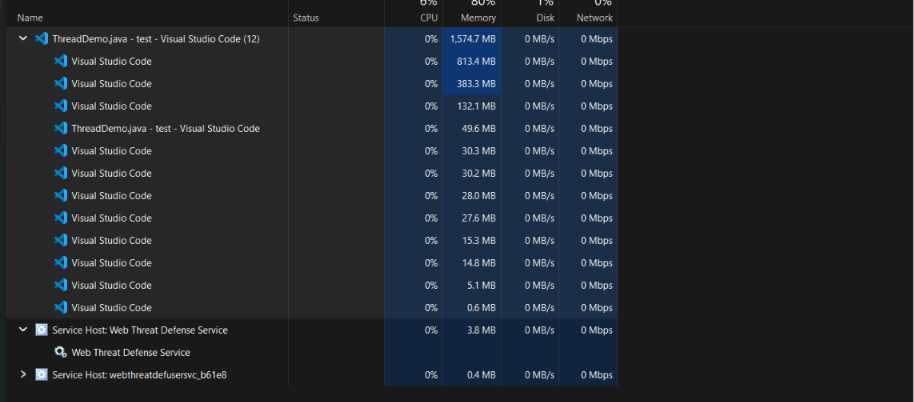 6% 80% 1% 0%
Name Status CPU Memory Disk Network
ThreadDemo.java - test - Visual Studio Code (12) 0% 1,574.7 MB 0 MB/s 0 Mbps
Visual Studio Code 0% 813.4 MB 0 MB/s 0 Mbps
Visual Studio Code 0% 383.3 MB 0 MB/s 0 Mbps
Visual Studio Code 0% 132.1 MB 0 MB/s 0 Mbps
ThreadDemo.java - test - Visual Studio Code 0% 49.6 MB 0 MB/s 0 Mbps
Visual Studio Code 0% 30.3 MB 0 MB/s 0 Mbps
Visual Studio Code 0% 30.2 MB 0 MB/s 0 Mbps
Visual Studio Code 0% 28.0 MB 0 MB/s 0 Mbps
Visual Studio Code 0% 27.6 MB 0 MB/s 0 Mbps
Visual Studio Code 0% 15.3 MB 0 MB/s 0 Mbps
Visual Studio Code 0% 14.8 MB 0 MB/s 0 Mbps
Visual Studio Code 0% 5.1 MB 0 MB/s 0 Mbps
Visual Studio Code 0% 0.6 MB 0 MB/s 0 Mbps
Service Host: Web Threat Defense Service 0% 3.8 MB 0 MB/s 0 Mbps
Web Threat Defense Service
Service Host: webthreatdefusersvc_b61e8 0% 0.4 MB 0 MB/s 0 Mbps